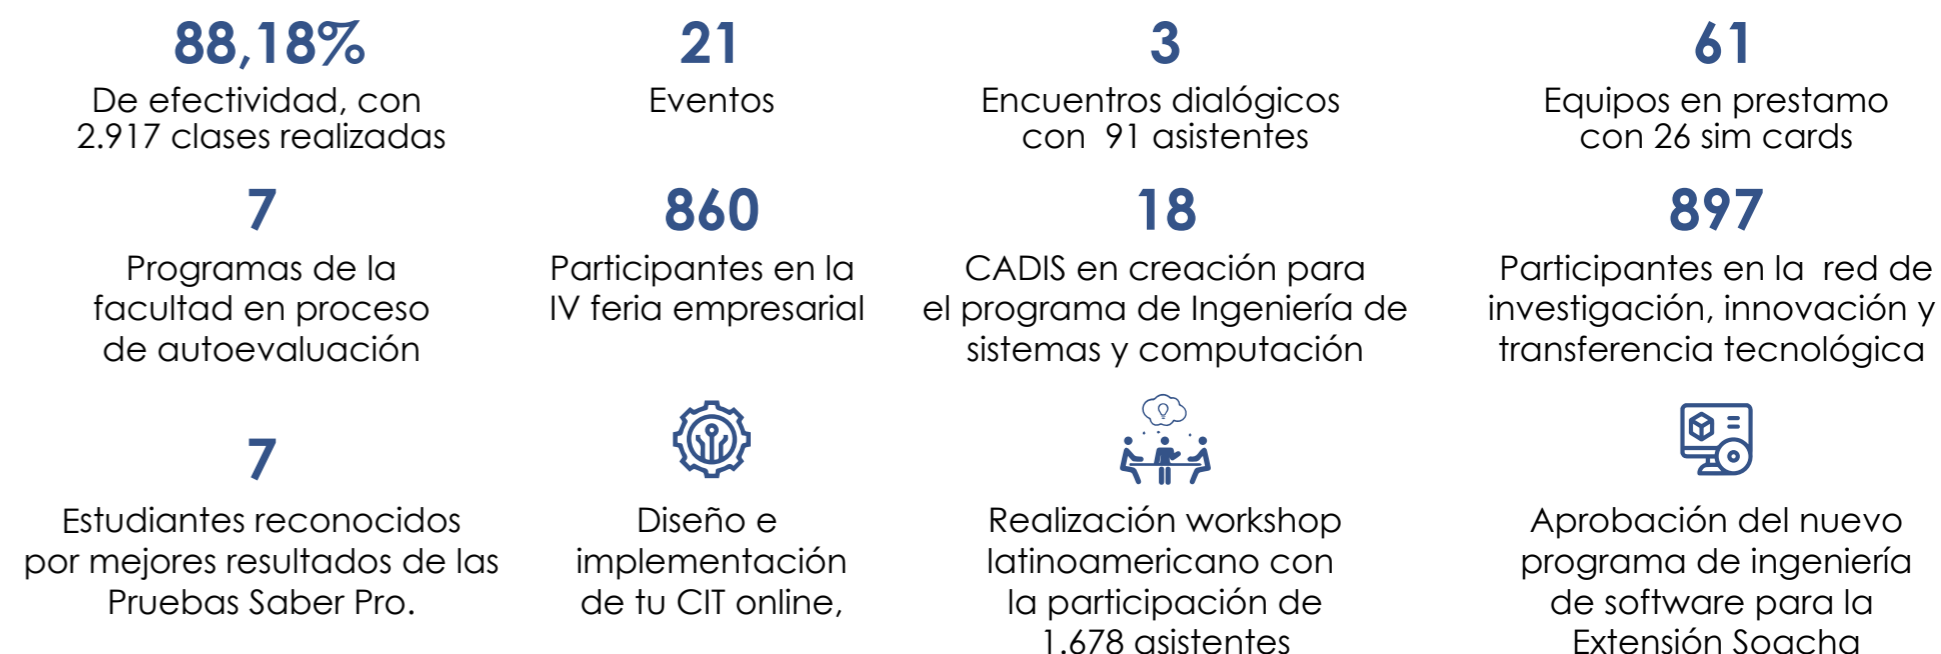 88,18%
De efectividad, con
2.917 clases realizadas
21
Eventos
3
Encuentros dialógicos
con 91 asistentes
61
Equipos en prestamo
con 26 sim cards
7
Programas de la
facultad en proceso
de autoevaluación
860
Participantes en la
IV feria empresarial
18
CADIS en creación para
el programa de Ingeniería de
sistemas y computación
897
Participantes en la red de
investigación, innovación y
transferencia tecnológica
7
Estudiantes reconocidos
por mejores resultados de las
Pruebas Saber Pro.
Diseño e
implementación
de tu CIT online,
Realización workshop
latinoamericano con
la participación de
1.678 asistentes
Aprobación del nuevo
programa de ingeniería
de software para la
Extensión Soacha